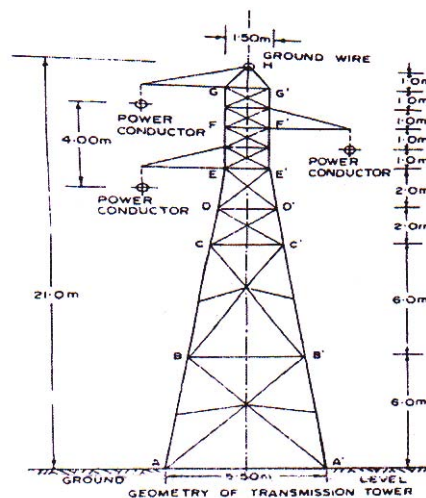 1·50m
GROUND WIRE
H
G G'
1.0m
1.0m
POWER
CONDUCTOR
F F'
1.0m
1.0m
4.00m
1.0m
POWER
CONDUCTOR
E E'
POWER
CONDUCTOR
2.0m
D D'
2.0m
C C'
21.0m
6.0m
B B'
6.0m
A A'
GROUND 5.50m LEVEL
GEOMETRY OF TRANSMISSION TOWER